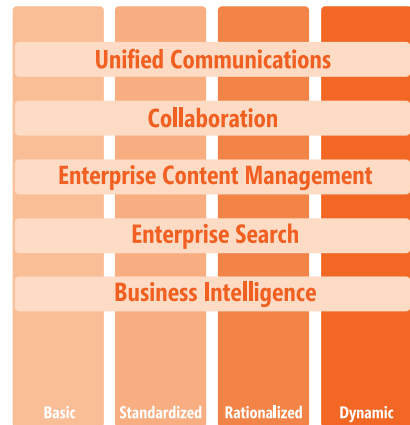 Unified Communications
Collaboration
Enterprise Content Management
Enterprise Search
Business Intelligence
Basic Standardized Rationalized Dynamic